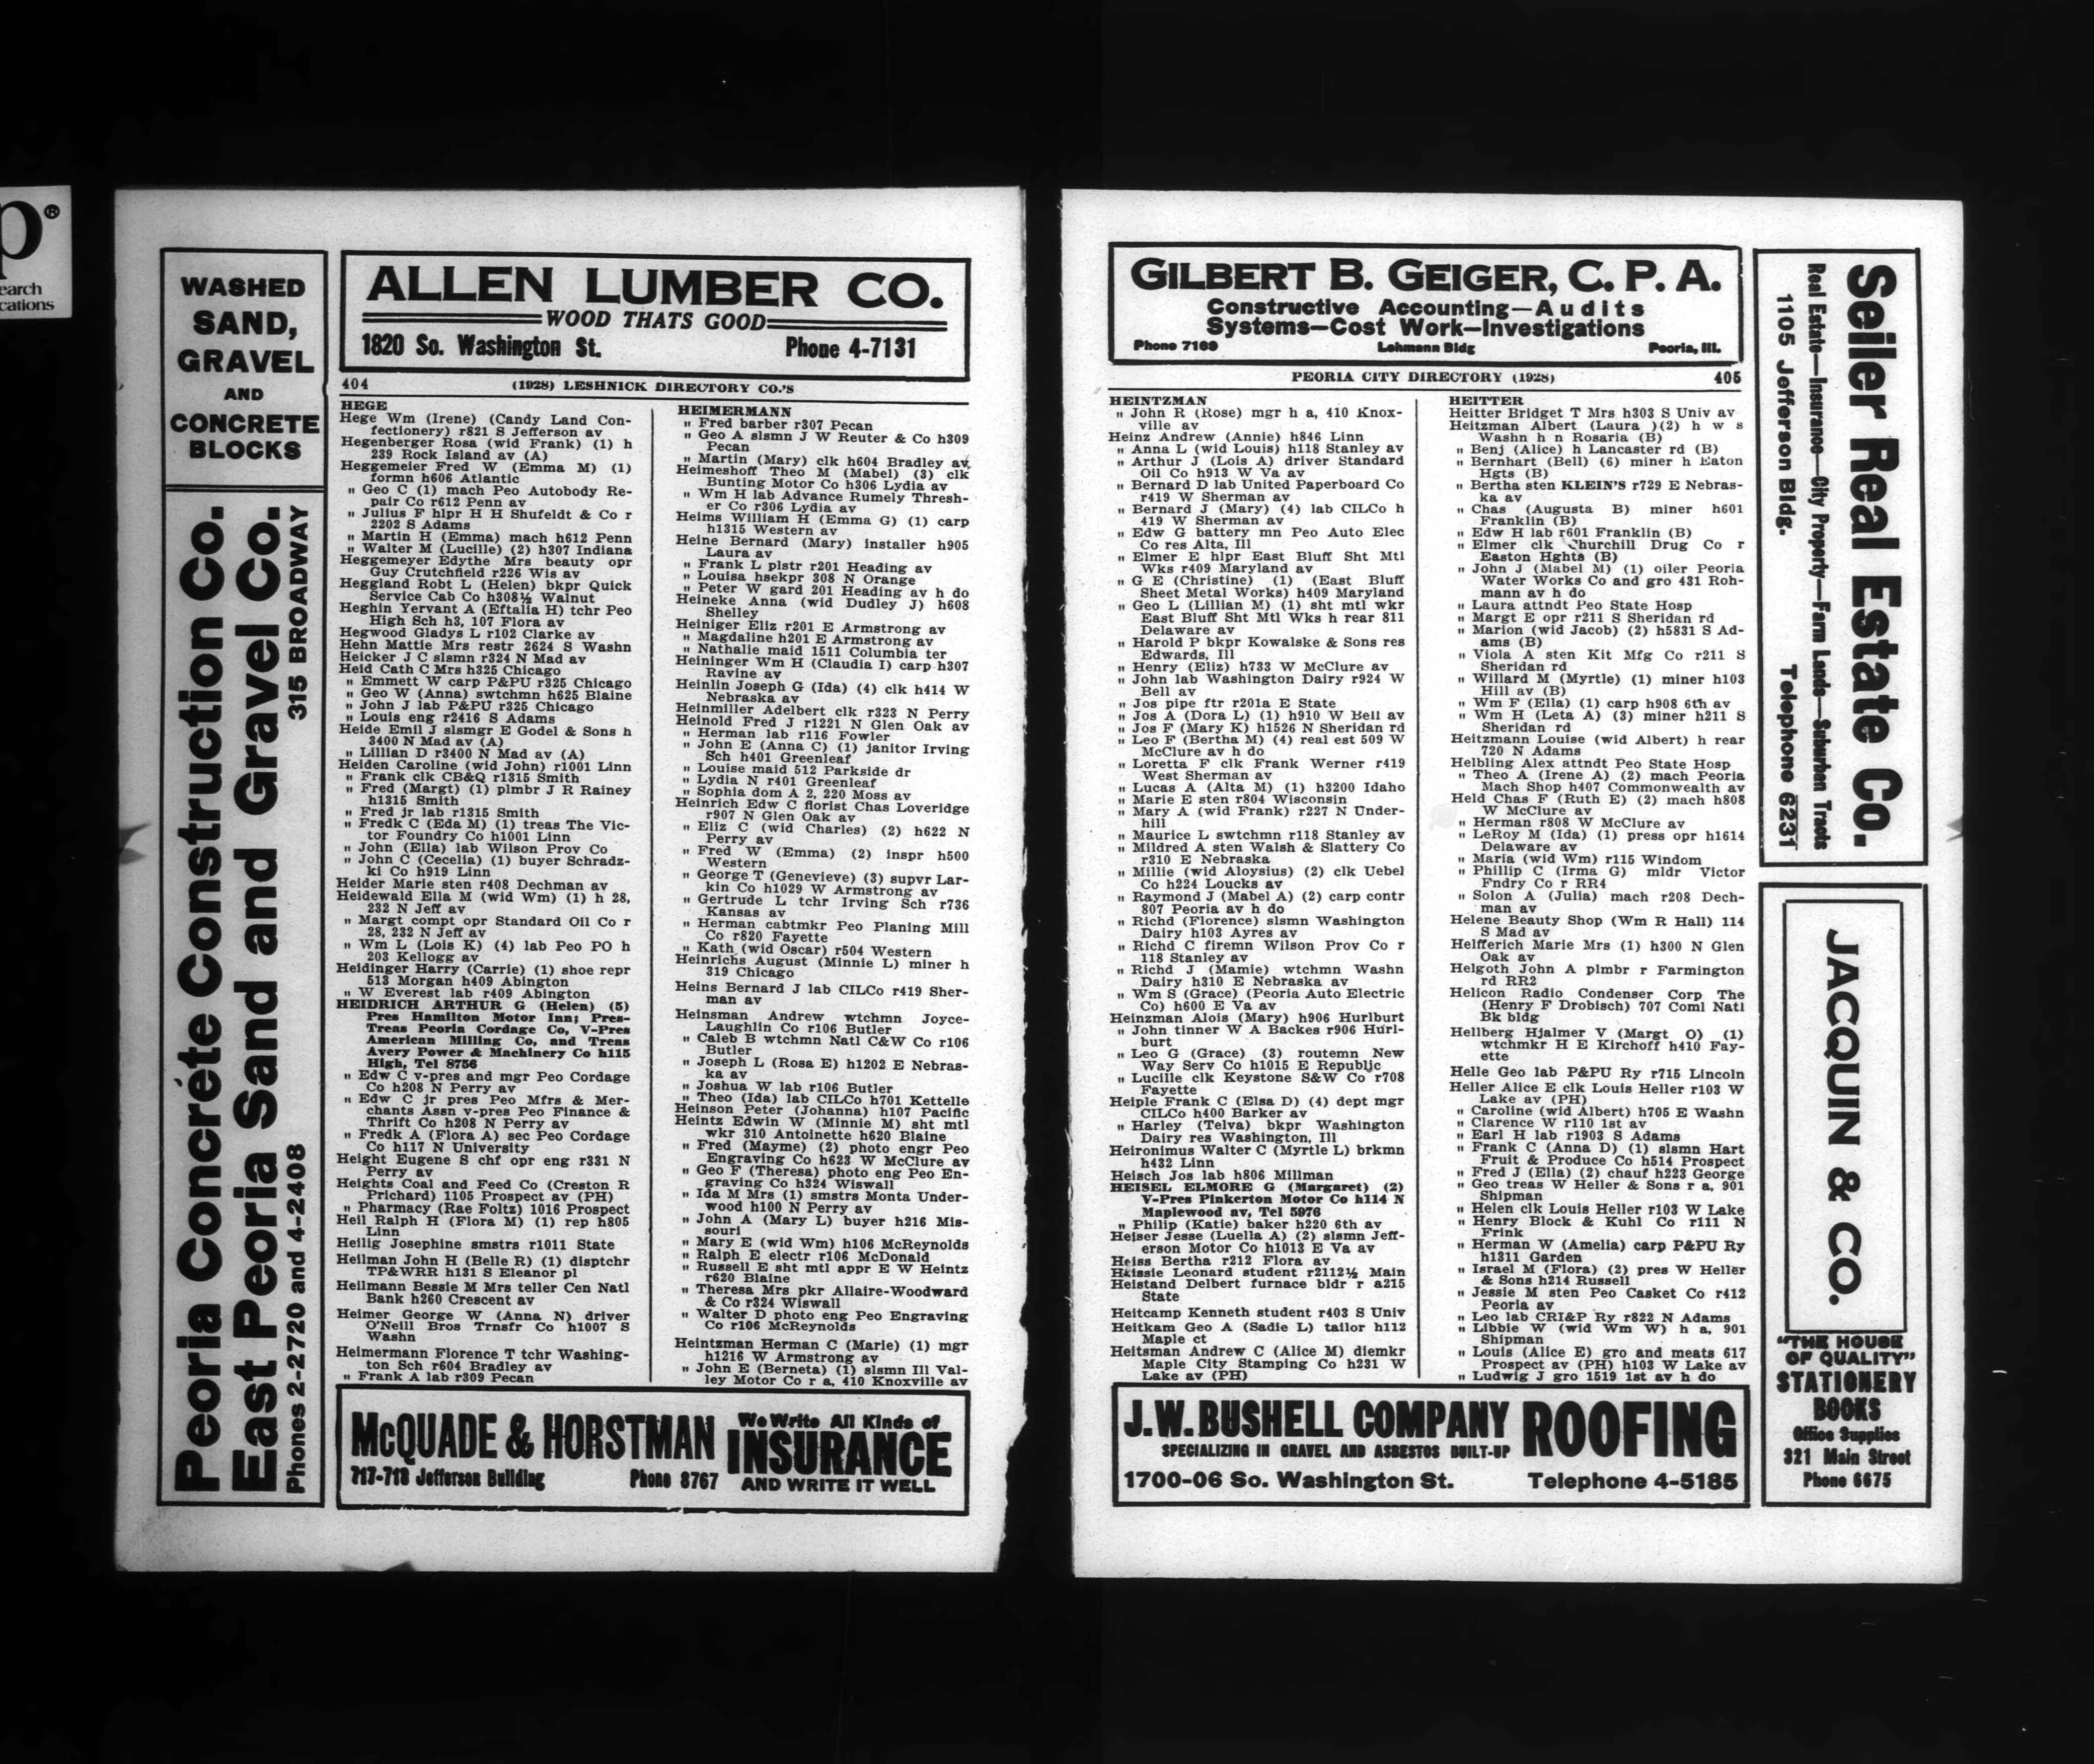 p®
earch
cations
WASHED
SAND,
GRAVEL
AND
CONCRETE
BLOCKS
Peoria Concrete Construction Co.
East Peoria Sand and Gravel Co.
Phones 2-2720 and 4-2408
315 BROADWAY
ALLEN LUMBER CO.
WOOD THATS GOOD
1820 So. Washington St. Phone 4-7131
404 (1928) LESHNICK DIRECTORY CO.'S
HEGE
Hege Wm (Irene) (Candy Land Con-
fectionery) r821 S Jefferson av
Hegenberger Rosa (wid Frank) (1) h
239 Rock Island av (A)
Heggemeier Fred W (Emma M) (1)
formn h606 Atlantic
" Geo C (1) mach Peo Autobody Re-
pair Co r612 Penn av
" Julius F hlpr H H Shufeldt & Co r
2202 S Adams
" Martin H (Emma) mach h612 Penn
" Walter M (Lucille) (2) h307 Indiana
Heggemeyer Edythe Mrs beauty opr
Guy Crutchfield r226 Wis av
Heggland Robt L (Helen) bkpr Quick
Service Cab Co h308½ Walnut
Heghin Yervant A (Eftalia H) tchr Peo
High Sch h3, 107 Flora av
Hegwood Gladys L r102 Clarke av
Hehn Mattie Mrs restr 2624 S Washn
Heicker J C slsmn r324 N Mad av
Heid Cath C Mrs h325 Chicago
" Emmett W carp P&PU r325 Chicago
" Geo W (Anna) swtchmn h625 Blaine
" John J lab P&PU r325 Chicago
" Louis eng r2416 S Adams
Heide Emil J slsmgr E Godel & Sons h
3400 N Mad av (A)
" Lillian D r3400 N Mad av (A)
Heiden Caroline (wid John) r1001 Linn
" Frank clk CB&Q r1315 Smith
" Fred (Margt) (1) plmbr J R Rainey
h1315 Smith
" Fred jr lab r1315 Smith
" Fredk C (Eda M) (1) treas The Vic-
tor Foundry Co h1001 Linn
" John (Ella) lab Wilson Prov Co
" John C (Cecelia) (1) buyer Schradz-
ki Co h919 Linn
Heider Marie sten r408 Dechman av
Heidewald Ella M (wid Wm) (1) h 28,
232 N Jeff av
" Margt compt opr Standard Oil Co r
28, 232 N Jeff av
" Wm L (Lois K) (4) lab Peo PO h
203 Kellogg av
Heidinger Harry (Carrie) (1) shoe repr
513 Morgan h409 Abington
" W Everest lab r409 Abington
HEIDRICH ARTHUR G (Helen) (5)
Pres Hamilton Motor Inn; Pres-
Treas Peoria Cordage Co, V-Pres
American Milling Co, and Treas
Avery Power & Machinery Co h115
High, Tel 8756
" Edw C v-pres and mgr Peo Cordage
Co h208 N Perry av
" Edw C jr pres Peo Mfrs & Mer-
chants Assn v-pres Peo Finance &
Thrift Co h208 N Perry av
" Fredk A (Flora A) sec Peo Cordage
Co h117 N University
Height Eugene S chf opr eng r331 N
Perry av
Heights Coal and Feed Co (Creston R
Prichard) 1105 Prospect av (PH)
" Pharmacy (Rae Foltz) 1016 Prospect
Heil Ralph H (Flora M) (1) rep h805
Linn
Heilig Josephine smstrs r1011 State
Heilman John H (Belle R) (1) disptchr
TP&WRR h131 S Eleanor pl
Heilmann Bessie M Mrs teller Cen Natl
Bank h260 Crescent av
Heimer George W (Anna N) driver
O'Neill Bros Trnsfr Co h1007 S
Washn
Heimermann Florence T tchr Washing-
ton Sch r604 Bradley av
" Frank A lab r309 Pecan
HEIMERMANN
" Fred barber r307 Pecan
" Geo A slsmn J W Reuter & Co h309
Pecan
" Martin (Mary) clk h604 Bradley av
Heimeshoff Theo M (Mabel) (3) clk
Bunting Motor Co h306 Lydia av
" Wm H lab Advance Rumely Thresh-
er Co r306 Lydia av
Heims William H (Emma G) (1) carp
h1315 Western av
Heine Bernard (Mary) installer h905
Laura av
" Frank L plstr r201 Heading av
" Louisa hsekpr 308 N Orange
" Peter W gard 201 Heading av h do
Heineke Anna (wid Dudley J) h608
Shelley
Heiniger Eliz r201 E Armstrong av
" Magdaline h201 E Armstrong av
" Nathalie maid 1511 Columbia ter
Heininger Wm H (Claudia I) carp h307
Ravine av
Heinlin Joseph G (Ida) (4) clk h414 W
Nebraska av
Heinmiller Adelbert clk r323 N Perry
Heinold Fred J r1221 N Glen Oak av
" Herman lab r116 Fowler
" John E (Anna C) (1) janitor Irving
Sch h401 Greenleaf
" Louise maid 512 Parkside dr
" Lydia N r401 Greenleaf
" Sophia dom A 2, 220 Moss av
Heinrich Edw C florist Chas Loveridge
r907 N Glen Oak av
" Eliz C (wid Charles) (2) h622 N
Perry av
" Fred W (Emma) (2) inspr h500
Western
" George T (Genevieve) (3) supvr Lar-
kin Co h1029 W Armstrong av
" Gertrude L tchr Irving Sch r736
Kansas av
" Herman cabtmkr Peo Planing Mill
Co r820 Fayette
" Kath (wid Oscar) r504 Western
Heinrichs August (Minnie L) miner h
319 Chicago
Heins Bernard J lab CILCo r419 Sher-
man av
Heinsman Andrew wtchmn Joyce-
Laughlin Co r106 Butler
" Caleb B wtchmn Natl C&W Co r106
Butler
" Joseph L (Rosa E) h1202 E Nebras-
ka av
" Joshua W lab r106 Butler
" Theo (Ida) lab CILCo h701 Kettelle
Heinson Peter (Johanna) h107 Pacific
Heintz Edwin W (Minnie M) sht mtl
wkr 310 Antoinette h620 Blaine
" Fred (Mayme) (2) photo engr Peo
Engraving Co h623 W McClure av
" Geo F (Theresa) photo eng Peo En-
graving Co h324 Wiswall
" Ida M Mrs (1) smstrs Monta Under-
wood h100 N Perry av
" John A (Mary L) buyer h216 Mis-
souri
" Mary E (wid Wm) h106 McReynolds
" Ralph E electr r106 McDonald
" Russell E sht mtl appr E W Heintz
r620 Blaine
" Theresa Mrs pkr Allaire-Woodward
& Co r324 Wiswall
" Walter D photo eng Peo Engraving
Co r106 McReynolds
Heintzman Herman C (Marie) (1) mgr
h1216 W Armstrong av
" John E (Berneta) (1) slsmn Ill Val-
ley Motor Co r a, 410 Knoxville av
McQUADE & HORSTMAN
717-718 Jefferson Building Phone 8767
We Write All Kinds of
INSURANCE
AND WRITE IT WELL
GILBERT B. GEIGER, C. P. A.
Constructive Accounting—Audits
Systems—Cost Work—Investigations
Phone 7169 Lehmann Bldg Peoria, Ill.
PEORIA CITY DIRECTORY (1928) 405
HEINTZMAN
" John R (Rose) mgr h a, 410 Knox-
ville av
Heinz Andrew (Annie) h846 Linn
" Anna L (wid Louis) h118 Stanley av
" Arthur J (Lois A) driver Standard
Oil Co h913 W Va av
" Bernard D lab United Paperboard Co
r419 W Sherman av
" Bernard J (Mary) (4) lab CILCo h
419 W Sherman av
" Edw G battery mn Peo Auto Elec
Co res Alta, Ill
" Elmer E hlpr East Bluff Sht Mtl
Wks r409 Maryland av
" G E (Christine) (1) (East Bluff
Sheet Metal Works) h409 Maryland
" Geo L (Lillian M) (1) sht mtl wkr
East Bluff Sht Mtl Wks h rear 811
Delaware av
" Harold P bkpr Kowalske & Sons res
Edwards, Ill
" Henry (Eliz) h733 W McClure av
" John lab Washington Dairy r924 W
Bell av
" Jos pipe ftr r201a E State
" Jos A (Dora L) (1) h910 W Bell av
" Jos F (Mary K) h1526 N Sheridan rd
" Leo F (Bertha M) (4) real est 509 W
McClure av h do
" Loretta F clk Frank Werner r419
West Sherman av
" Lucas A (Alta M) (1) h3200 Idaho
" Marie E sten r804 Wisconsin
" Mary A (wid Frank) r227 N Under-
hill
" Maurice L swtchmn r118 Stanley av
" Mildred A sten Walsh & Slattery Co
r310 E Nebraska
" Millie (wid Aloysius) (2) clk Uebel
Co h224 Loucks av
" Raymond J (Mabel A) (2) carp contr
807 Peoria av h do
" Richd (Florence) slsmn Washington
Dairy h103 Ayres av
" Richd C firemn Wilson Prov Co r
118 Stanley av
" Richd J (Mamie) wtchmn Washn
Dairy h310 E Nebraska av
" Wm S (Grace) (Peoria Auto Electric
Co) h600 E Va av
Heinzman Alois (Mary) h906 Hurlburt
" John tinner W A Backes r906 Hurl-
burt
" Leo G (Grace) (3) routemn New
Way Serv Co h1015 E Republic
" Lucille clk Keystone S&W Co r708
Fayette
Heiple Frank C (Elsa D) (4) dept mgr
CILCo h400 Barker av
" Harley (Telva) bkpr Washington
Dairy res Washington, Ill
Heironimus Walter C (Myrtle L) brkmn
h432 Linn
Heisch Jos lab h806 Millman
HEISEL ELMORE G (Margaret) (2)
V-Pres Pinkerton Motor Co h114 N
Maplewood av, Tel 5976
" Philip (Katie) baker h220 6th av
Heiser Jesse (Luella A) (2) slsmn Jeff-
erson Motor Co h1013 E Va av
Heiss Bertha r212 Flora av
Heissie Leonard student r2112½ Main
Heistand Delbert furnace bldr r a215
State
Heitcamp Kenneth student r403 S Univ
Heitkam Geo A (Sadie L) tailor h112
Maple ct
Heitsman Andrew C (Alice M) diemkr
Maple City Stamping Co h231 W
Lake av (PH)
HEITTER
Heitter Bridget T Mrs h303 S Univ av
Heitzman Albert (Laura )(2) h w s
Washn h n Rosaria (B)
" Benj (Alice) h Lancaster rd (B)
" Bernhart (Bell) (6) miner h Eaton
Hgts (B)
" Bertha sten KLEIN'S r729 E Nebras-
ka av
" Chas (Augusta B) miner h601
Franklin (B)
" Edw H lab r601 Franklin (B)
" Elmer clk Churchill Drug Co r
Easton Hghts (B)
" John J (Mabel M) (1) oiler Peoria
Water Works Co and gro 431 Roh-
mann av h do
" Laura attndt Peo State Hosp
" Margt E opr r211 S Sheridan rd
" Marion (wid Jacob) (2) h5831 S Ad-
ams (B)
" Viola A sten Kit Mfg Co r211 S
Sheridan rd
" Willard M (Myrtle) (1) miner h103
Hill av (B)
" Wm F (Ella) (1) carp h908 6th av
" Wm H (Leta A) (3) miner h211 S
Sheridan rd
Heitzmann Louise (wid Albert) h rear
720 N Adams
Helbling Alex attndt Peo State Hosp
" Theo A (Irene A) (2) mach Peoria
Mach Shop h407 Commonwealth av
Held Chas F (Ruth E) (2) mach h808
W McClure av
" Herman r808 W McClure av
" LeRoy M (Ida) (1) press opr h1614
Delaware av
" Maria (wid Wm) r115 Windom
" Phillip C (Irma G) mldr Victor
Fndry Co r RR4
" Solon A (Julia) mach r208 Dech-
man av
Helene Beauty Shop (Wm R Hall) 114
S Mad av
Helfferich Marie Mrs (1) h300 N Glen
Oak av
Helgoth John A plmbr r Farmington
rd RR2
Helicon Radio Condenser Corp The
(Henry F Drobisch) 707 Coml Natl
Bk bldg
Hellberg Hjalmer V (Margt O) (1)
wtchmkr H E Kirchoff h410 Fay-
ette
Helle Geo lab P&PU Ry r715 Lincoln
Heller Alice E clk Louis Heller r103 W
Lake av (PH)
" Caroline (wid Albert) h705 E Washn
" Clarence W r110 1st av
" Earl H lab r1903 S Adams
" Frank C (Anna D) (1) slsmn Hart
Fruit & Produce Co h514 Prospect
" Fred J (Ella) (2) chauf h223 George
" Geo treas W Heller & Sons r a, 901
Shipman
" Helen clk Louis Heller r103 W Lake
" Henry Block & Kuhl Co r111 N
Frink
" Herman W (Amelia) carp P&PU Ry
h1311 Garden
" Israel M (Flora) (2) pres W Heller
& Sons h214 Russell
" Jessie M sten Peo Casket Co r412
Peoria av
" Leo lab CRI&P Ry r822 N Adams
" Libbie W (wid Wm W) h a, 901
Shipman
" Louis (Alice E) gro and meats 617
Prospect av (PH) h103 W Lake av
" Ludwig J gro 1519 1st av h do
J. W. BUSHELL COMPANY ROOFING
SPECIALIZING IN GRAVEL AND ASBESTOS BUILT-UP
1700-06 So. Washington St. Telephone 4-5185
Seiler Real Estate Co.
Real Estate—Insurance—City Property—Farm Lands—Suburban Tracts
1105 Jefferson Bldg. Telephone 6231
JACQUIN & CO.
"THE HOUSE
OF QUALITY"
STATIONERY
BOOKS
Office Supplies
321 Main Street
Phone 6675